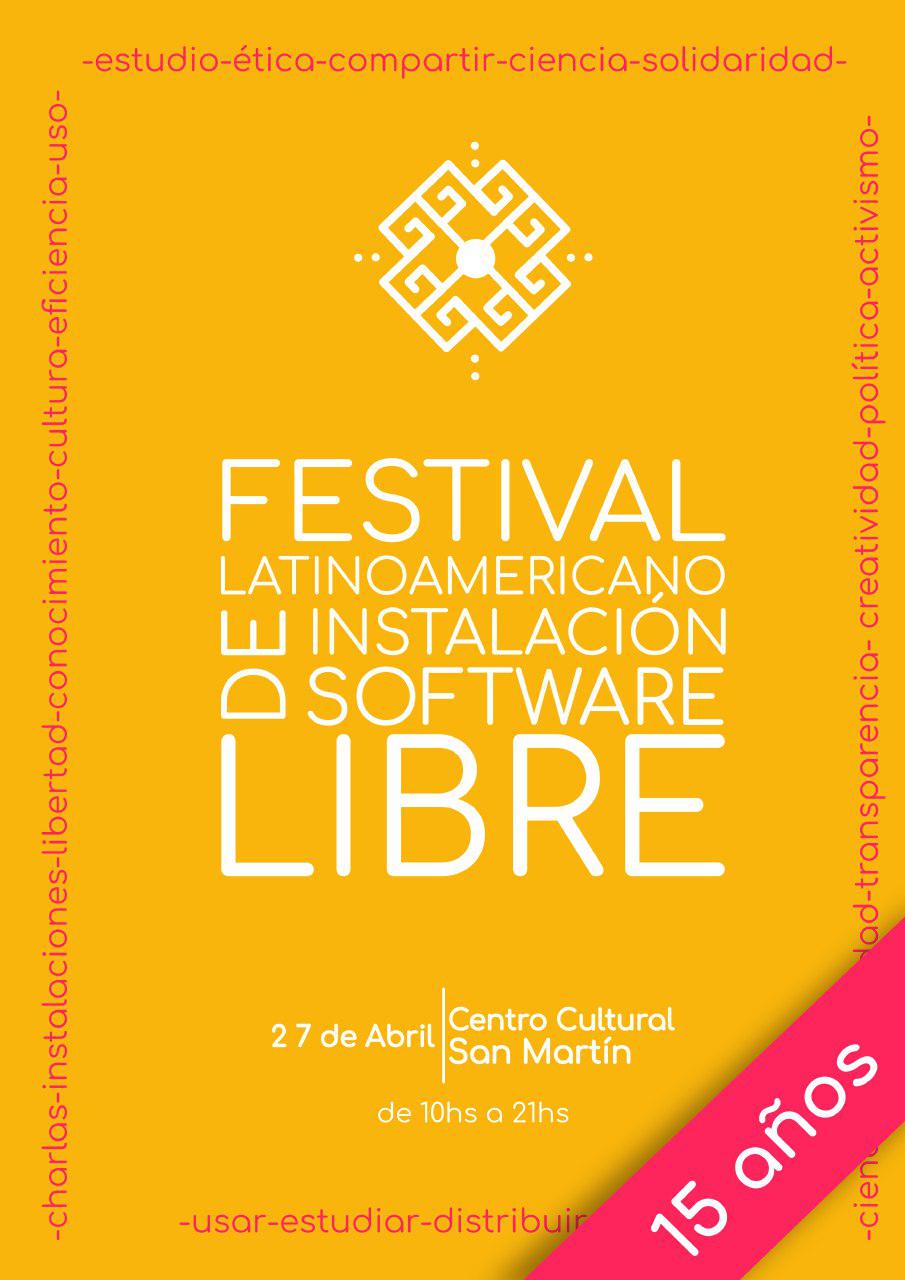 -estudio-ética-compartir-ciencia-solidaridad-
-charlas-instalaciones-libertad-conocimiento-cultura-eficiencia-uso-
FESTIVAL
LATINOAMERICANO
DE INSTALACIÓN
SOFTWARE
LIBRE
2 7 de Abril
Centro Cultural
San Martín
de 10hs a 21hs
dad-transparencia- creatividad-política-activismo-
-usar-estudiar-distribuir
15 años